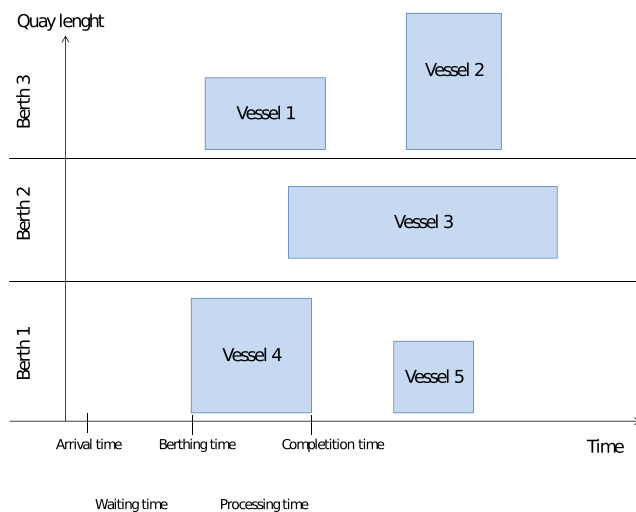 Quay lenght
Berth 3
Vessel 1
Vessel 2
Berth 2
Vessel 3
Berth 1
Vessel 4
Vessel 5
Arrival time
Berthing time
Completition time
Time
Waiting time
Processing time